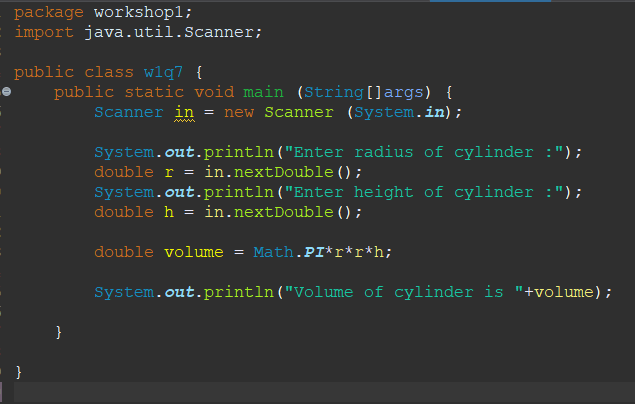 package workshop1;
import java.util.Scanner;
public class w1q7 {
public static void main (String[]args) {
Scanner in = new Scanner (System.in);
System.out.println("Enter radius of cylinder :");
double r = in.nextDouble();
System.out.println("Enter height of cylinder :");
double h = in.nextDouble();
double volume = Math.PI*r*r*h;
System.out.println("Volume of cylinder is "+volume);
}
}